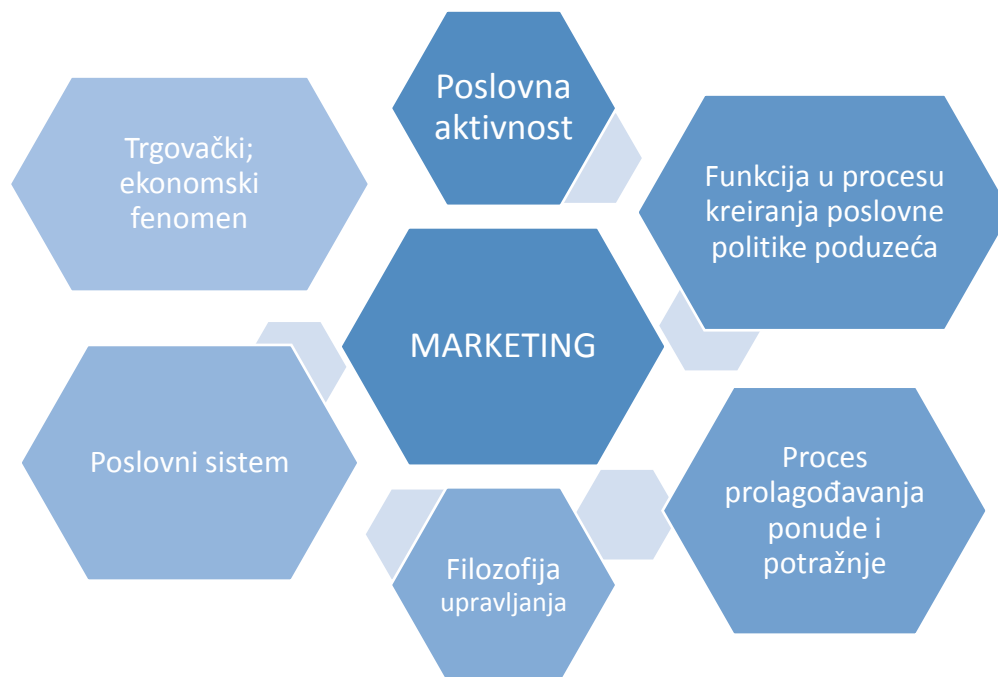 Poslovna
aktivnost
Trgovački;
ekonomski
fenomen
Funkcija u procesu
kreiranja poslovne
politike poduzeća
MARKETING
Poslovni sistem
Proces
prolagođavanja
ponude i
potražnje
Filozofija
upravljanja